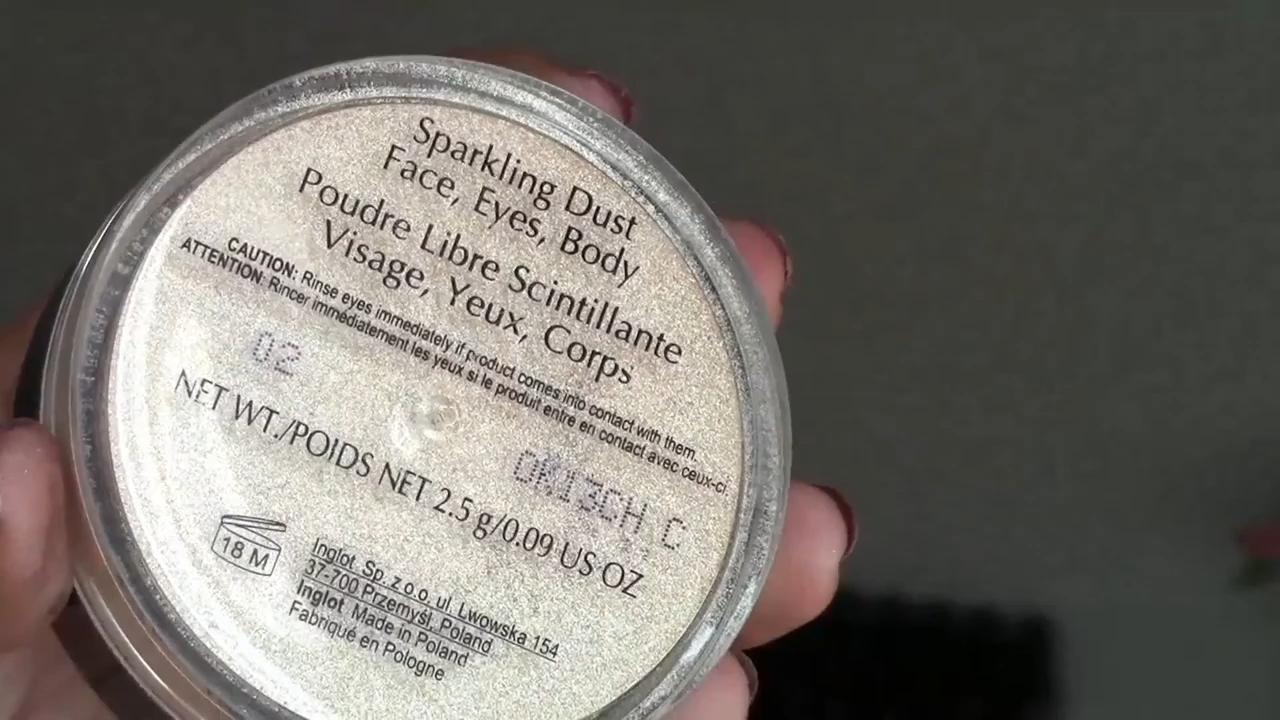 Sparkling Dust
Face, Eyes, Body
Poudre Libre Scintillante
Visage, Yeux, Corps
CAUTION: Rinse eyes immediately if product comes into contact with them.
ATTENTION: Rincer immédiatement les yeux si le produit entre en contact avec ceux-ci.
02
NET WT./POIDS NET 2.5 g/0.09 US OZ
18 M
Inglot Sp. z o.o. ul. Lwowska 154
37-700 Przemyśl, Poland
Inglot Made in Poland
Fabriqué en Pologne